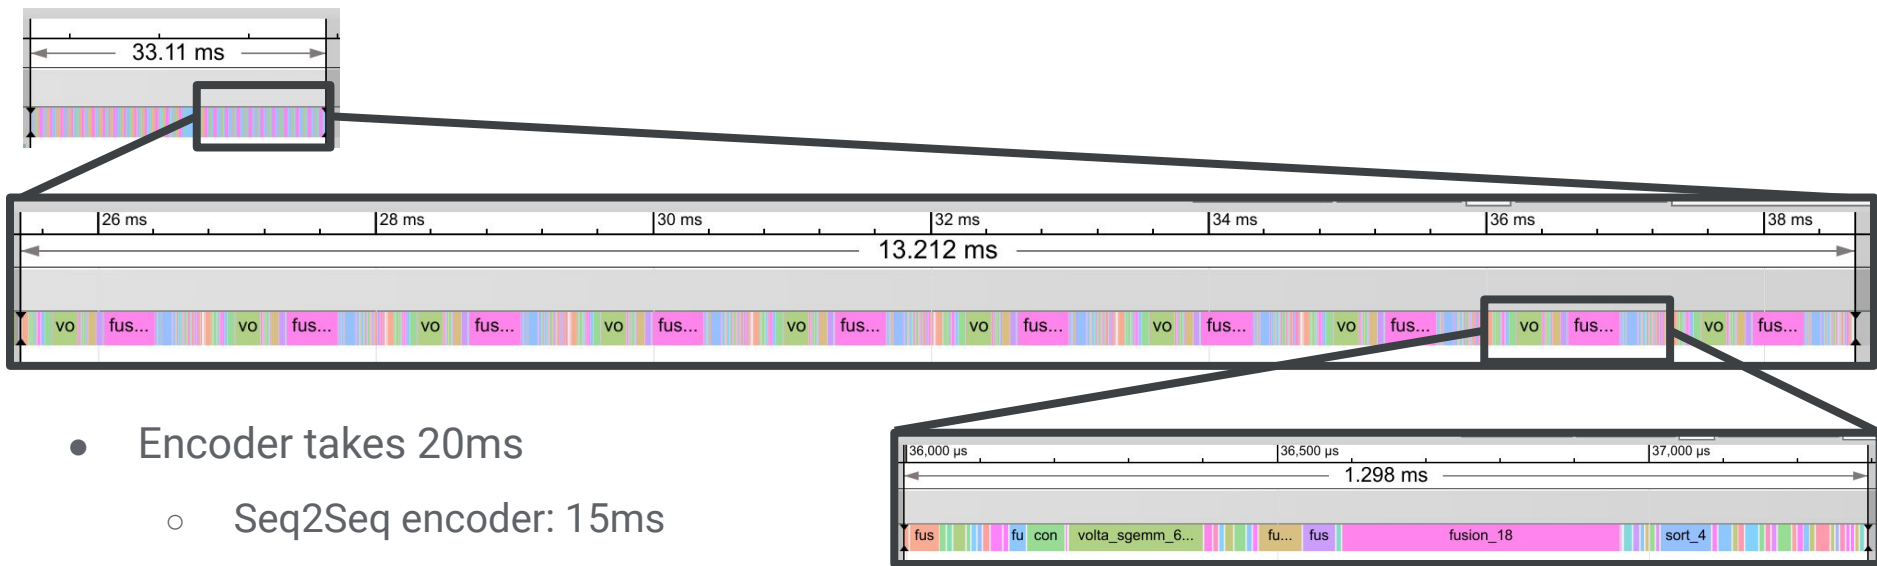 33.11 ms
26 ms 28 ms 30 ms 32 ms 34 ms 36 ms 38 ms
13.212 ms
vo fus... vo fus... vo fus... vo fus... vo fus... vo fus... vo fus... vo fus... vo fus... vo fus...
● Encoder takes 20ms
○ Seq2Seq encoder: 15ms
36,000 µs 36,500 µs 37,000 µs
1.298 ms
fus fu con volta_sgemm_6... fu... fus fusion_18 sort_4